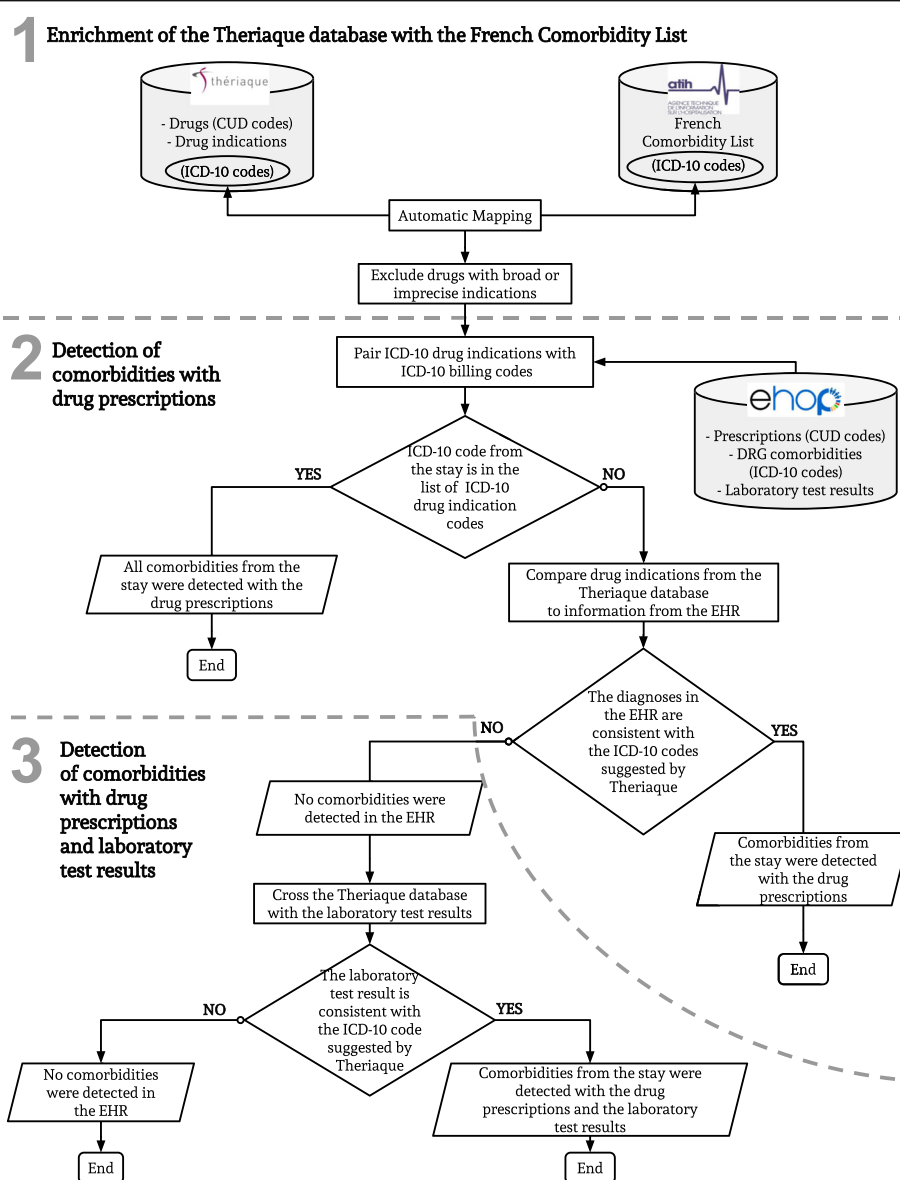 1 Enrichment of the Theriaque database with the French Comorbidity List
thériaque
- Drugs (CUD codes)
- Drug indications
(ICD-10 codes)
atih
AGENCE TECHNIQUE
DE L'INFORMATION
SUR L'HOSPITALISATION
French
Comorbidity List
(ICD-10 codes)
Automatic Mapping
Exclude drugs with broad or
imprecise indications
2 Detection of
comorbidities with
drug prescriptions
Pair ICD-10 drug indications with
ICD-10 billing codes
ehop
- Prescriptions (CUD codes)
- DRG comorbidities
(ICD-10 codes)
- Laboratory test results
ICD-10 code from
the stay is in the
list of ICD-10
drug indication
codes
YES
NO
All comorbidities from the
stay were detected with the
drug prescriptions
End
Compare drug indications from the
Theriaque database
to information from the EHR
The diagnoses in
the EHR are
consistent with
the ICD-10 codes
suggested by
Theriaque
NO
YES
3 Detection
of comorbidities
with drug
prescriptions
and laboratory
test results
No comorbidities were
detected in the EHR
Comorbidities from
the stay were detected
with the drug
prescriptions
End
Cross the Theriaque database
with the laboratory test results
The laboratory
test result is
consistent with
the ICD-10 code
suggested by
Theriaque
NO
YES
No comorbidities
were detected in
the EHR
End
Comorbidities from the stay were
detected with the drug
prescriptions and the laboratory
test results
End